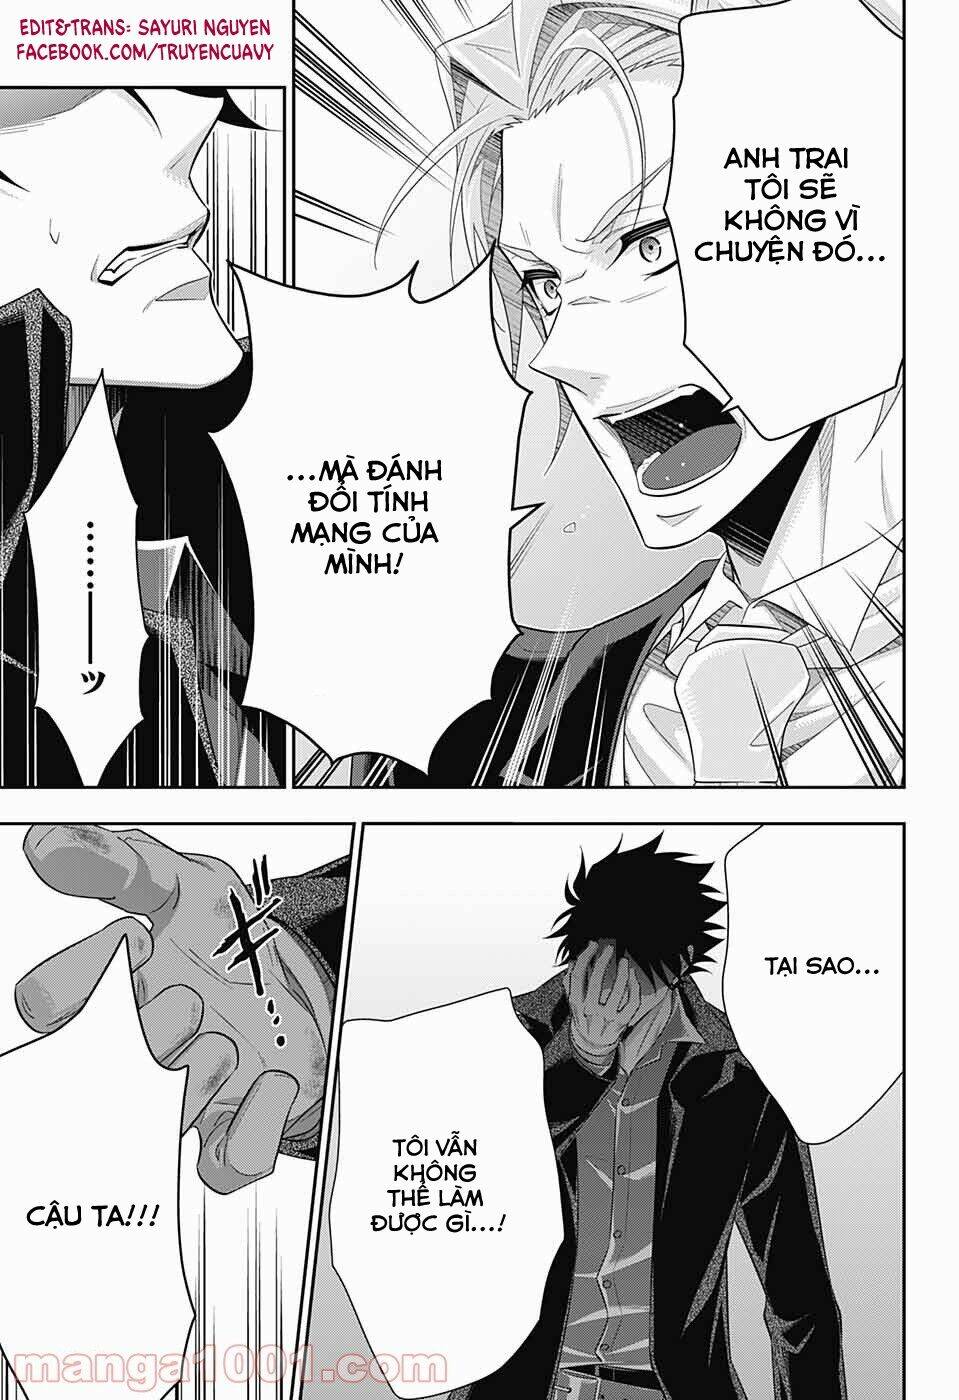 EDIT&TRANS: SAYURI NGUYEN
FACEBOOK.COM/TRUYENCUAVY
ANH TRAI
TÔI SẼ
KHÔNG VÌ
CHUYỆN ĐÓ...
...MÀ ĐÁNH
ĐỔI TÍNH
MẠNG CỦA
MÌNH!
……――ッ
TẠI SAO...
TÔI VẪN
KHÔNG
THỂ LÀM
ĐƯỢC GÌ...!
CẬU TA!!!
manga1001.com